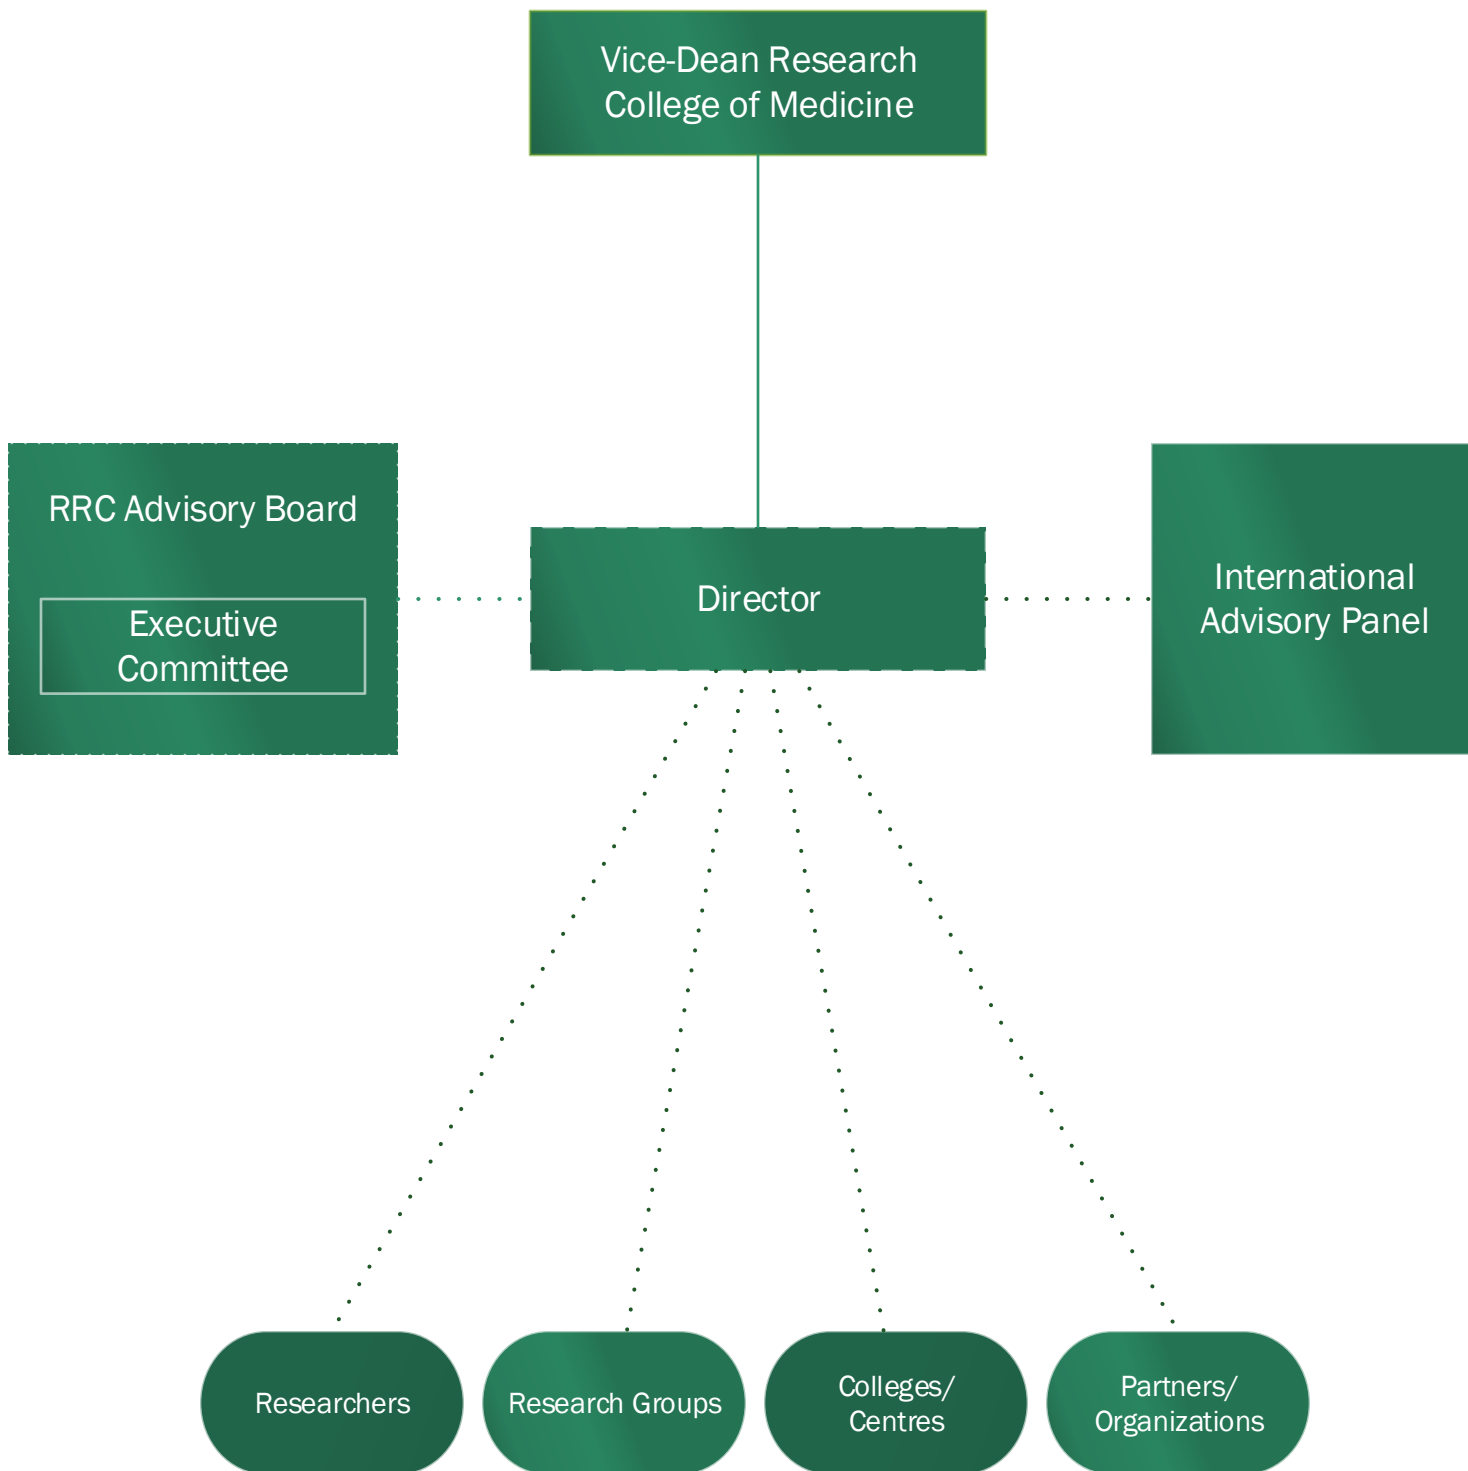 Vice-Dean Research
College of Medicine
RRC Advisory Board
Executive
Committee
Director
International
Advisory Panel
Researchers
Research Groups
Colleges/
Centres
Partners/
Organizations